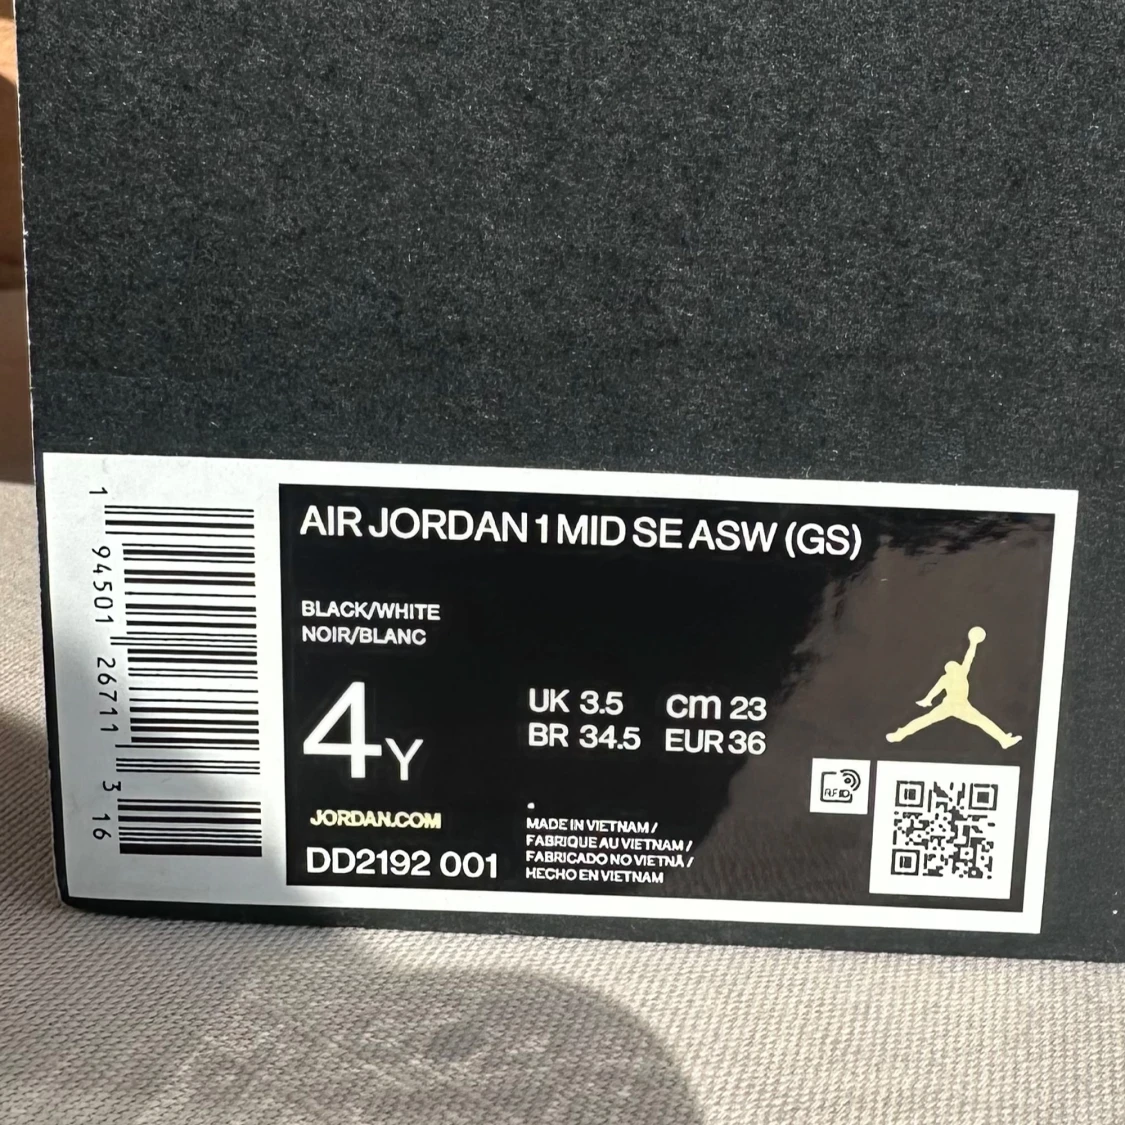 1 94501 26711 3 16
AIR JORDAN 1 MID SE ASW (GS)
BLACK/WHITE
NOIR/BLANC
4Y
UK 3.5 cm 23
BR 34.5 EUR 36
RFID
JORDAN.COM
DD2192 001
MADE IN VIETNAM /
FABRIQUE AU VIETNAM /
FABRICADO NO VIETNÃ /
HECHO EN VIETNAM